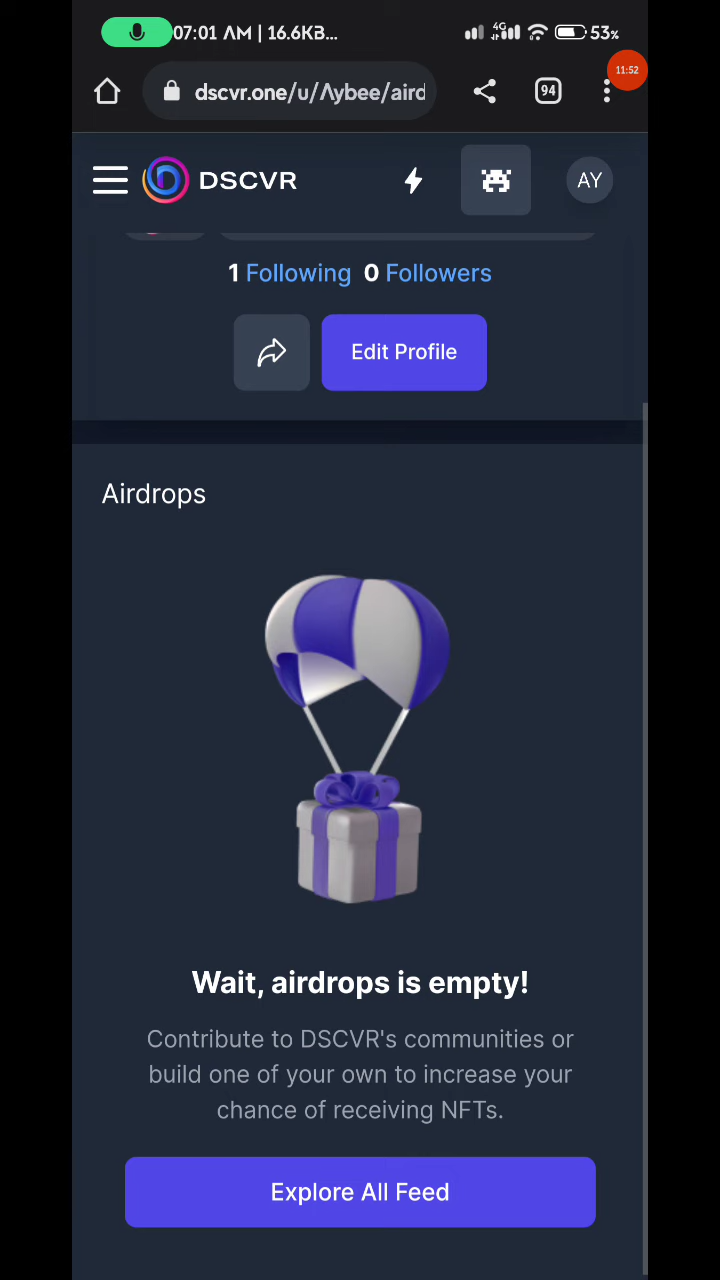 07:01 AM | 16.6KB...
4G
53%
11:52
dscvr.one/u/Aybee/aird
94
DSCVR
AY
1 Following 0 Followers
Edit Profile
Airdrops
Wait, airdrops is empty!
Contribute to DSCVR's communities or
build one of your own to increase your
chance of receiving NFTs.
Explore All Feed